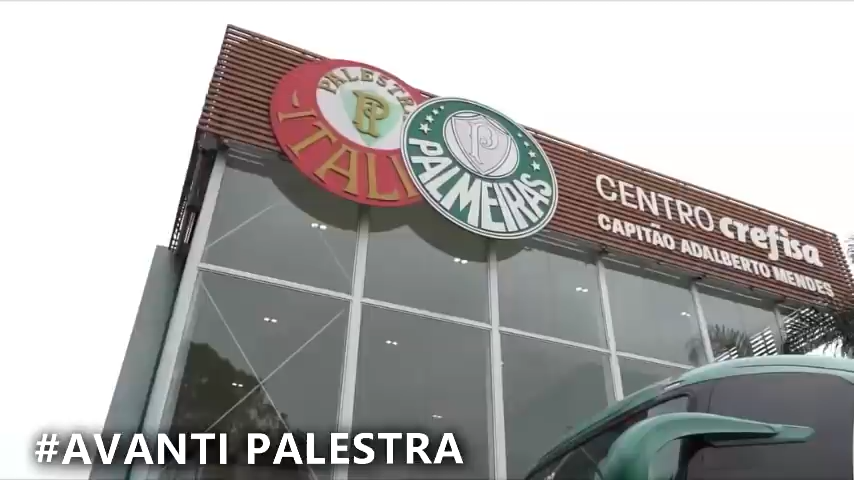 PALESTRA
ITALIA
PALMEIRAS
CENTRO crefisa
CAPITÃO ADALBERTO MENDES
#AVANTI PALESTRA